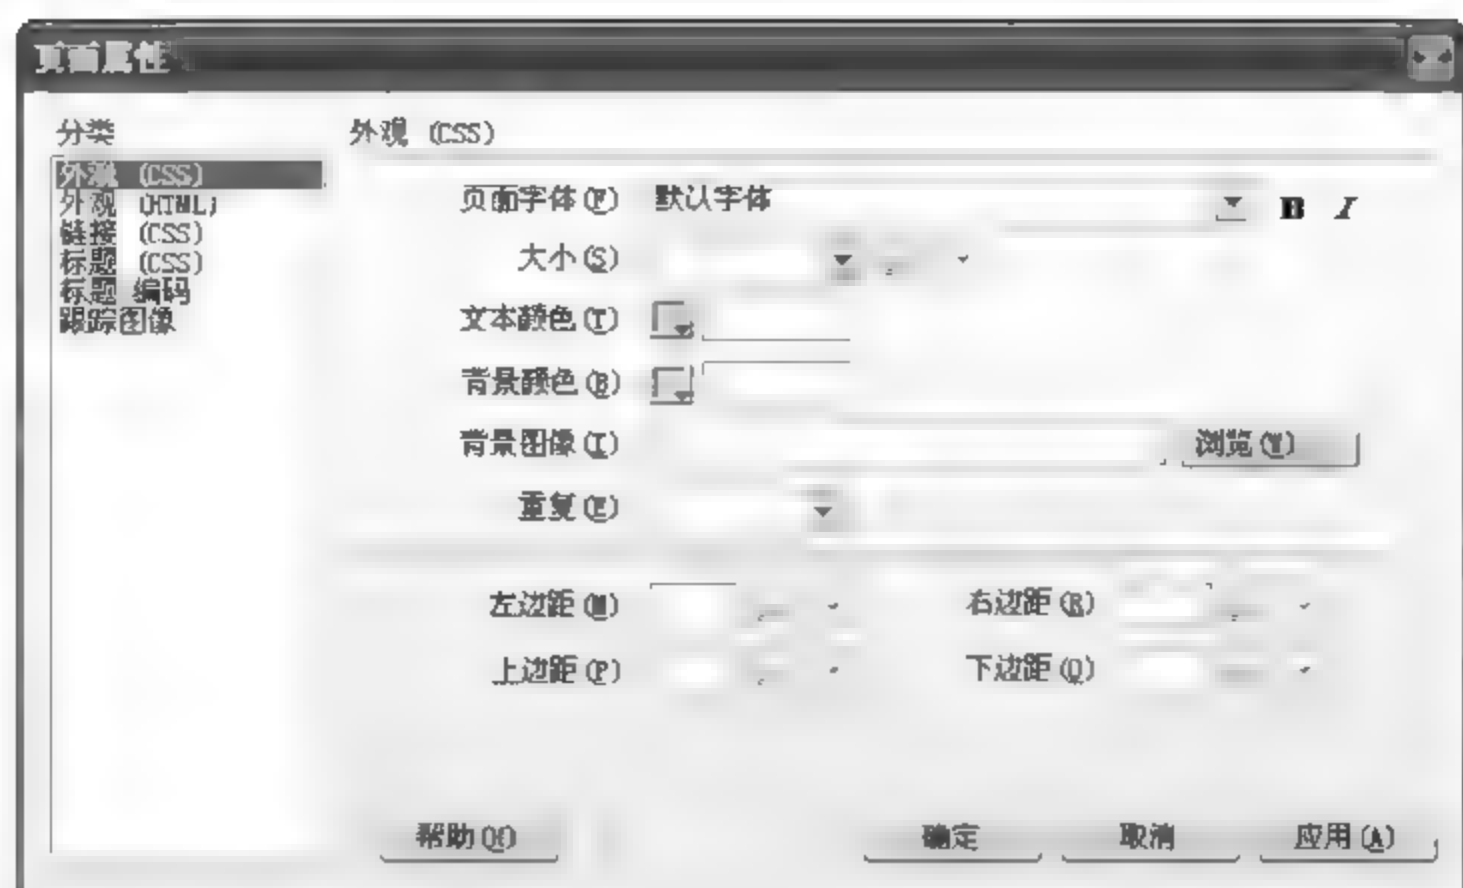 页面属性
分类
外观 (CSS)
外观 (HTML)
链接 (CSS)
标题 (CSS)
标题/编码
跟踪图像
外观 (CSS)
页面字体(F) 默认字体 B I
大小(S)
文本颜色(T)
背景颜色(B)
背景图像(I) 浏览(W)
重复(E)
左边距(M) 右边距(R)
上边距(P) 下边距(O)
帮助(H) 确定 取消 应用(A)